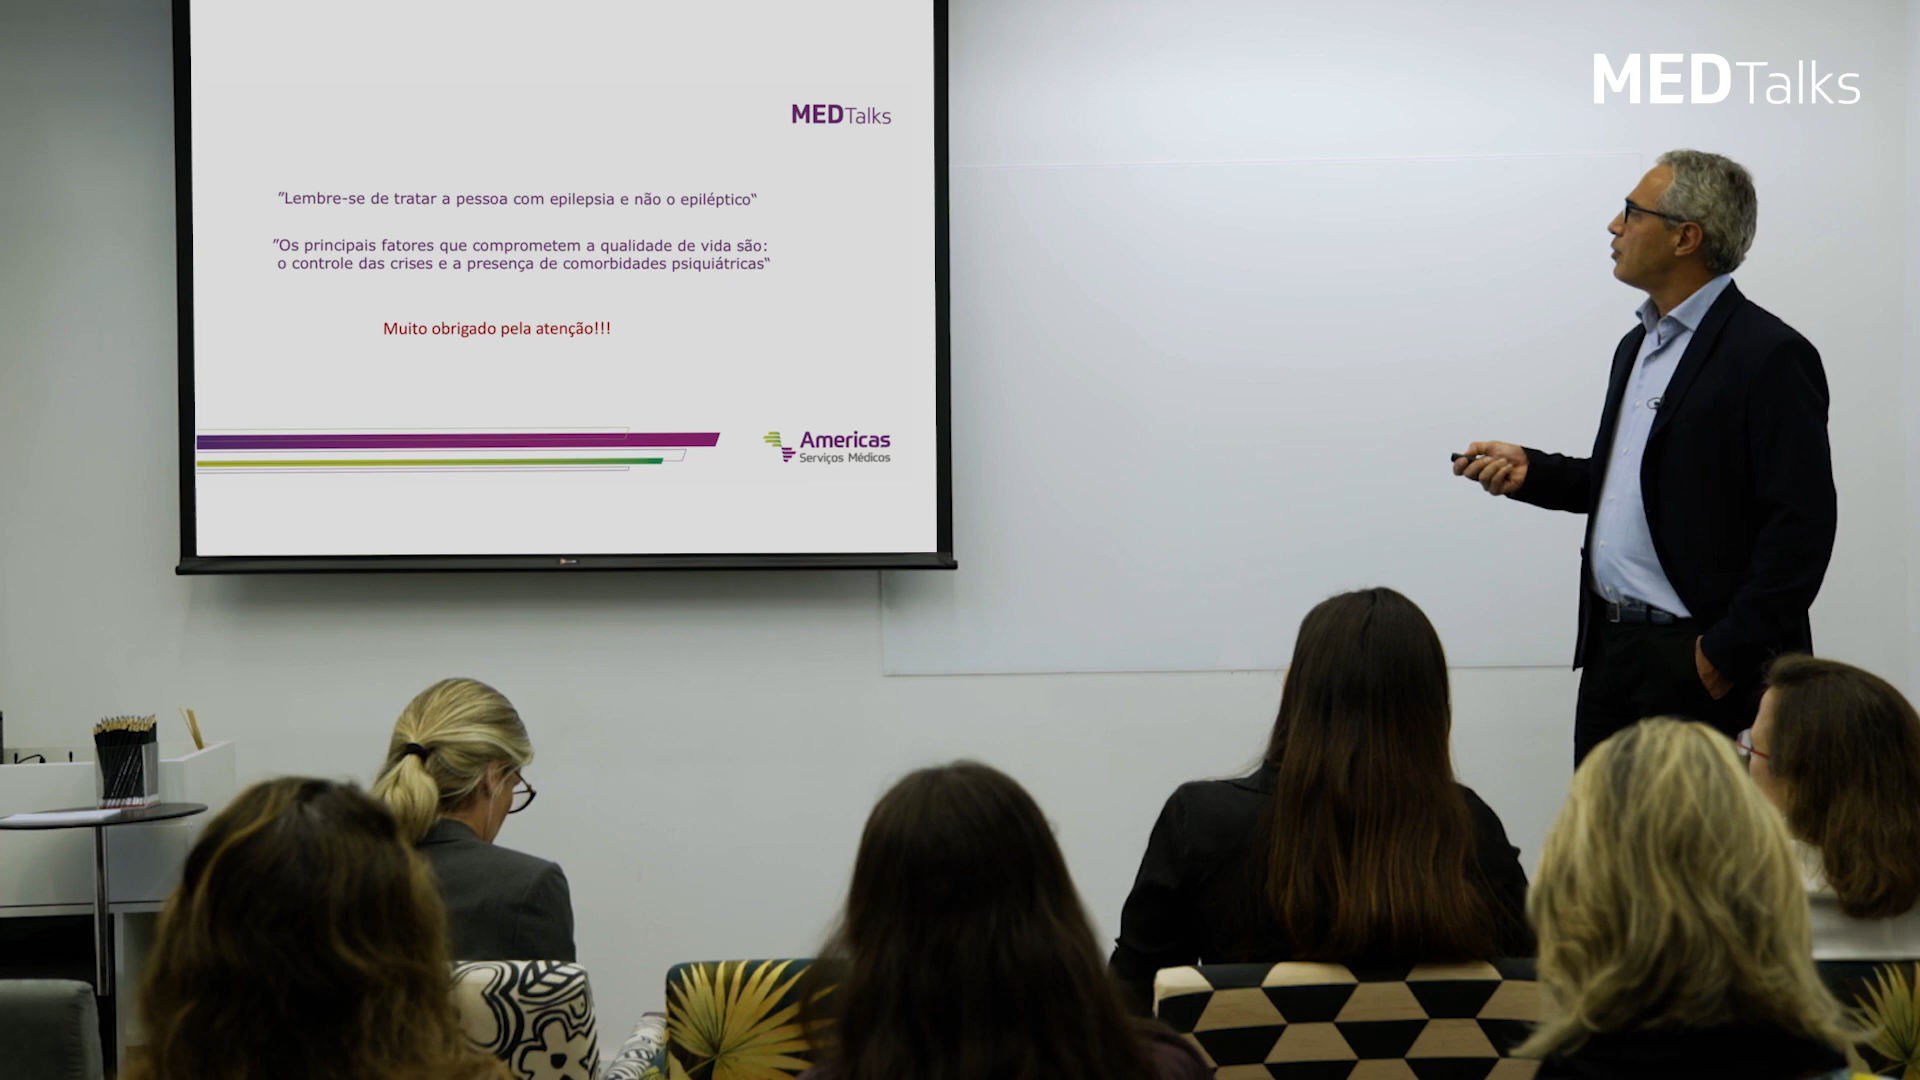 MEDTalks
MEDTalks
"Lembre-se de tratar a pessoa com epilepsia e não o epiléptico"
"Os principais fatores que comprometem a qualidade de vida são:
o controle das crises e a presença de comorbidades psiquiátricas"
Muito obrigado pela atenção!!!
Americas
Serviços Médicos